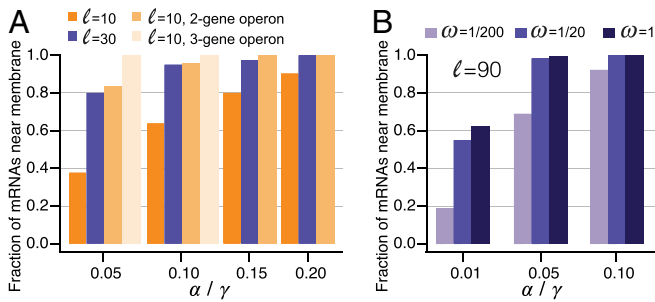 A
ℓ=10
ℓ=10, 2-gene operon
ℓ=30
ℓ=10, 3-gene operon
Fraction of mRNAs near membrane
1.0
0.8
0.6
0.4
0.2
0.0
0.05
0.10
0.15
0.20
α / γ
B
ω=1/200
ω=1/20
ω=1
ℓ=90
Fraction of mRNAs near membrane
1.0
0.8
0.6
0.4
0.2
0.0
0.01
0.05
0.10
α / γ